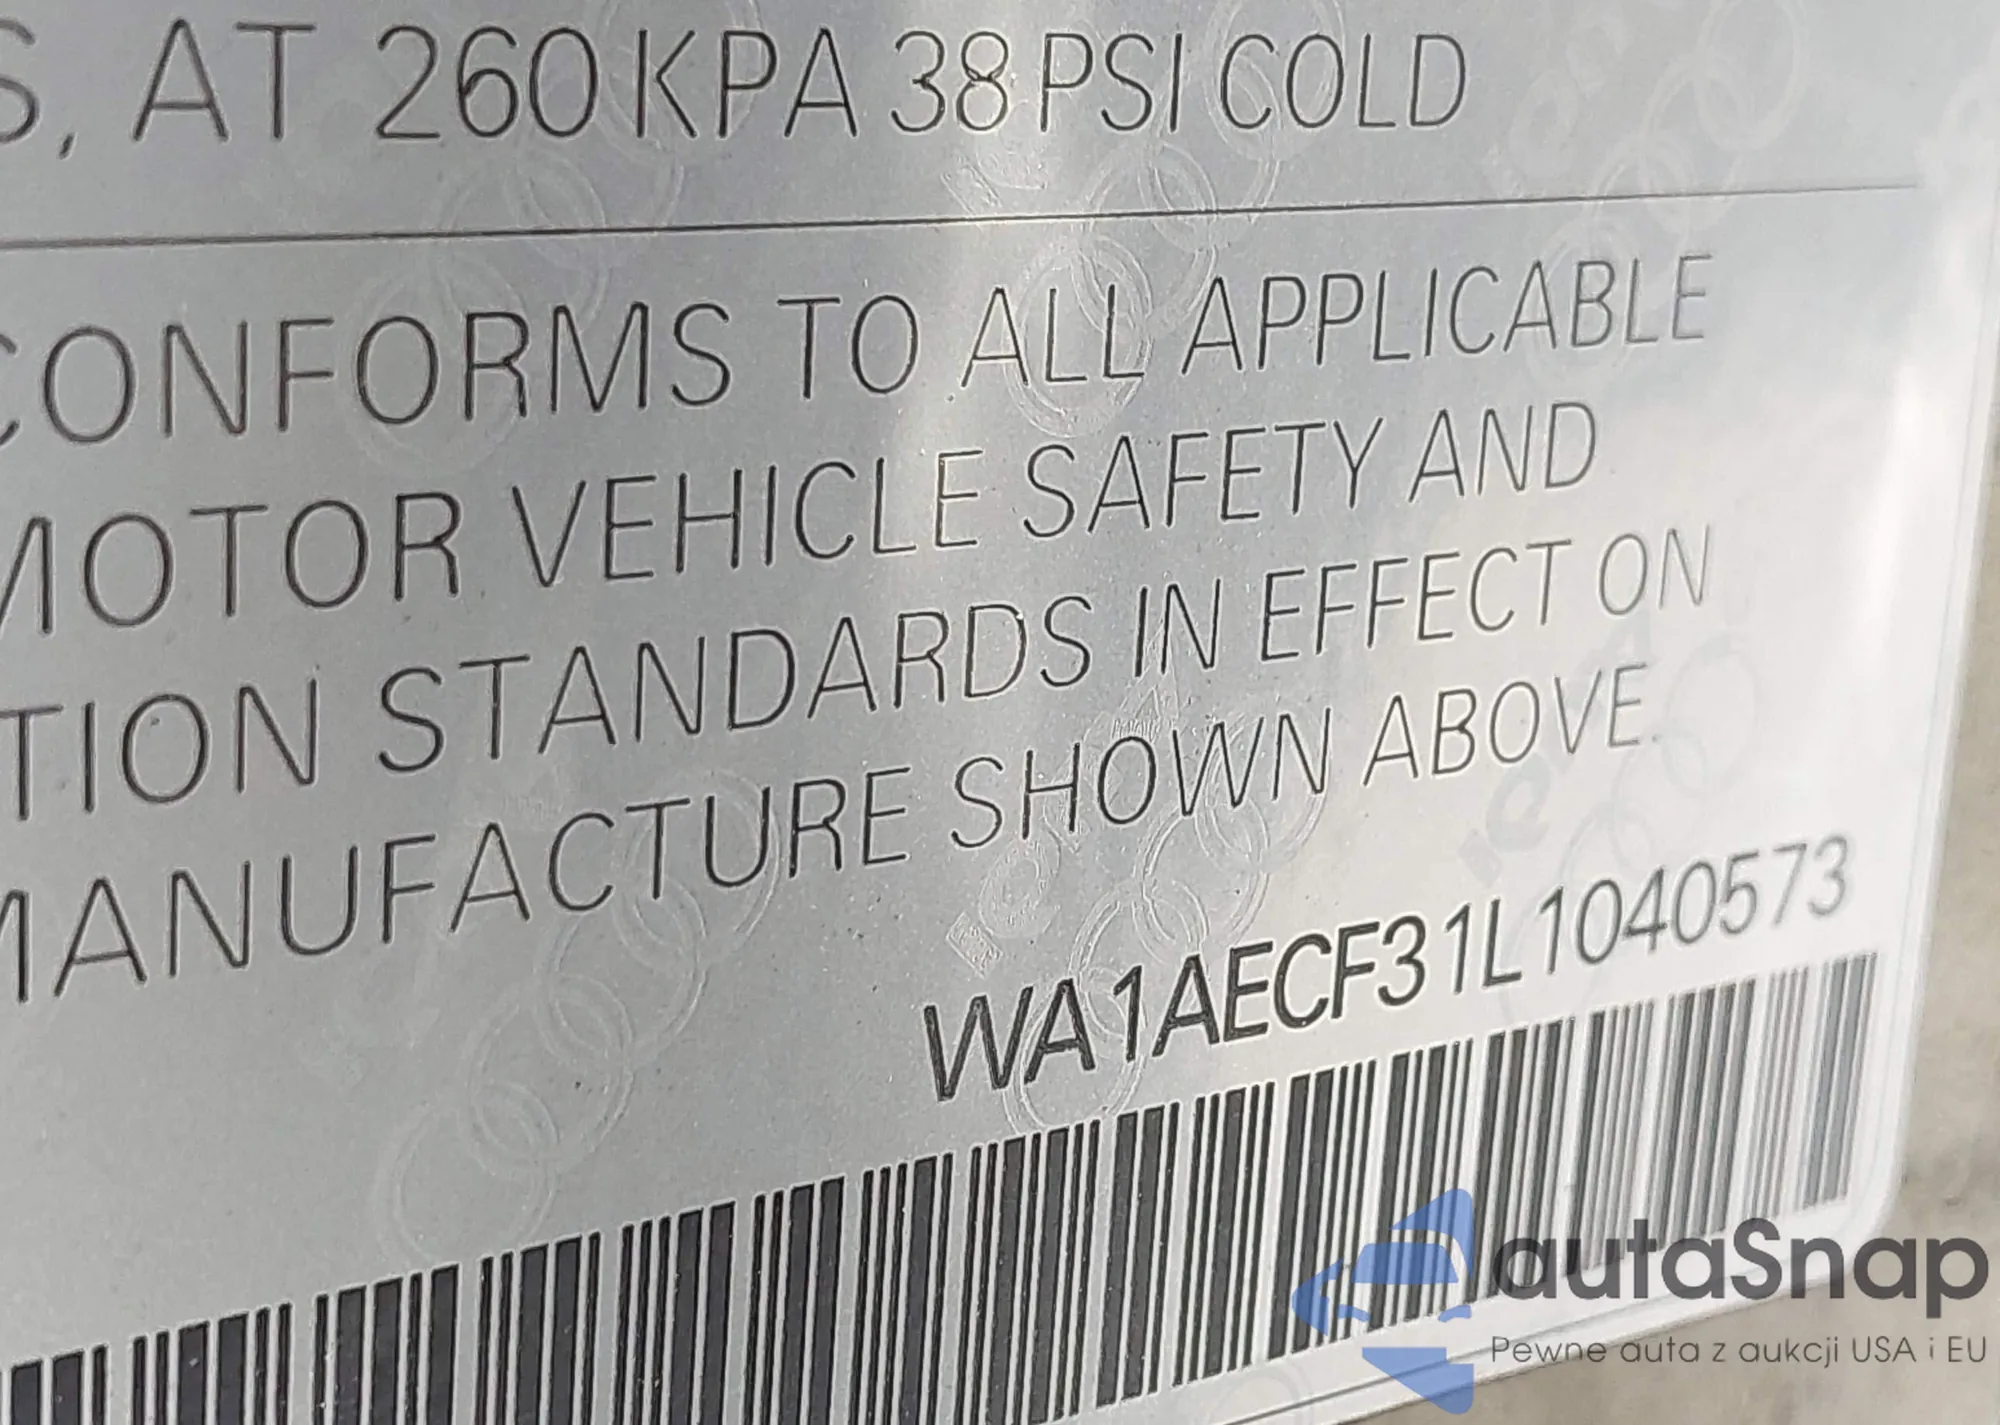 S, AT 260 KPA 38 PSI COLD
CONFORMS TO ALL APPLICABLE
MOTOR VEHICLE SAFETY AND
TION STANDARDS IN EFFECT ON
MANUFACTURE SHOWN ABOVE.
WA1AECF31L1040573
autaSnap
Pewne auta z aukcji USA i EU